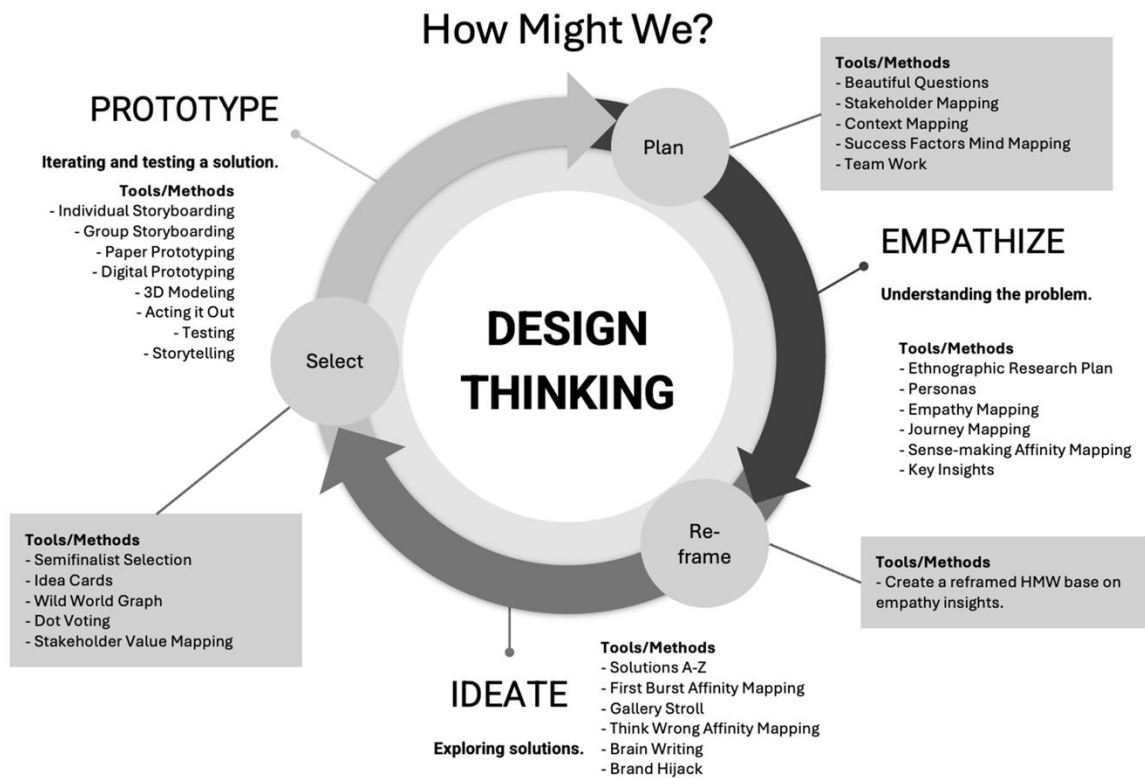 How Might We?
PROTOTYPE
Iterating and testing a solution.
Tools/Methods
- Individual Storyboarding
- Group Storyboarding
- Paper Prototyping
- Digital Prototyping
- 3D Modeling
- Acting it Out
- Testing
- Storytelling
Plan
Tools/Methods
- Beautiful Questions
- Stakeholder Mapping
- Context Mapping
- Success Factors Mind Mapping
- Team Work
EMPATHIZE
Understanding the problem.
Tools/Methods
- Ethnographic Research Plan
- Personas
- Empathy Mapping
- Journey Mapping
- Sense-making Affinity Mapping
- Key Insights
DESIGN
THINKING
Select
Tools/Methods
- Semifinalist Selection
- Idea Cards
- Wild World Graph
- Dot Voting
- Stakeholder Value Mapping
Re-
frame
Tools/Methods
- Create a reframed HMW base on
empathy insights.
IDEATE
Exploring solutions.
Tools/Methods
- Solutions A-Z
- First Burst Affinity Mapping
- Gallery Stroll
- Think Wrong Affinity Mapping
- Brain Writing
- Brand Hijack